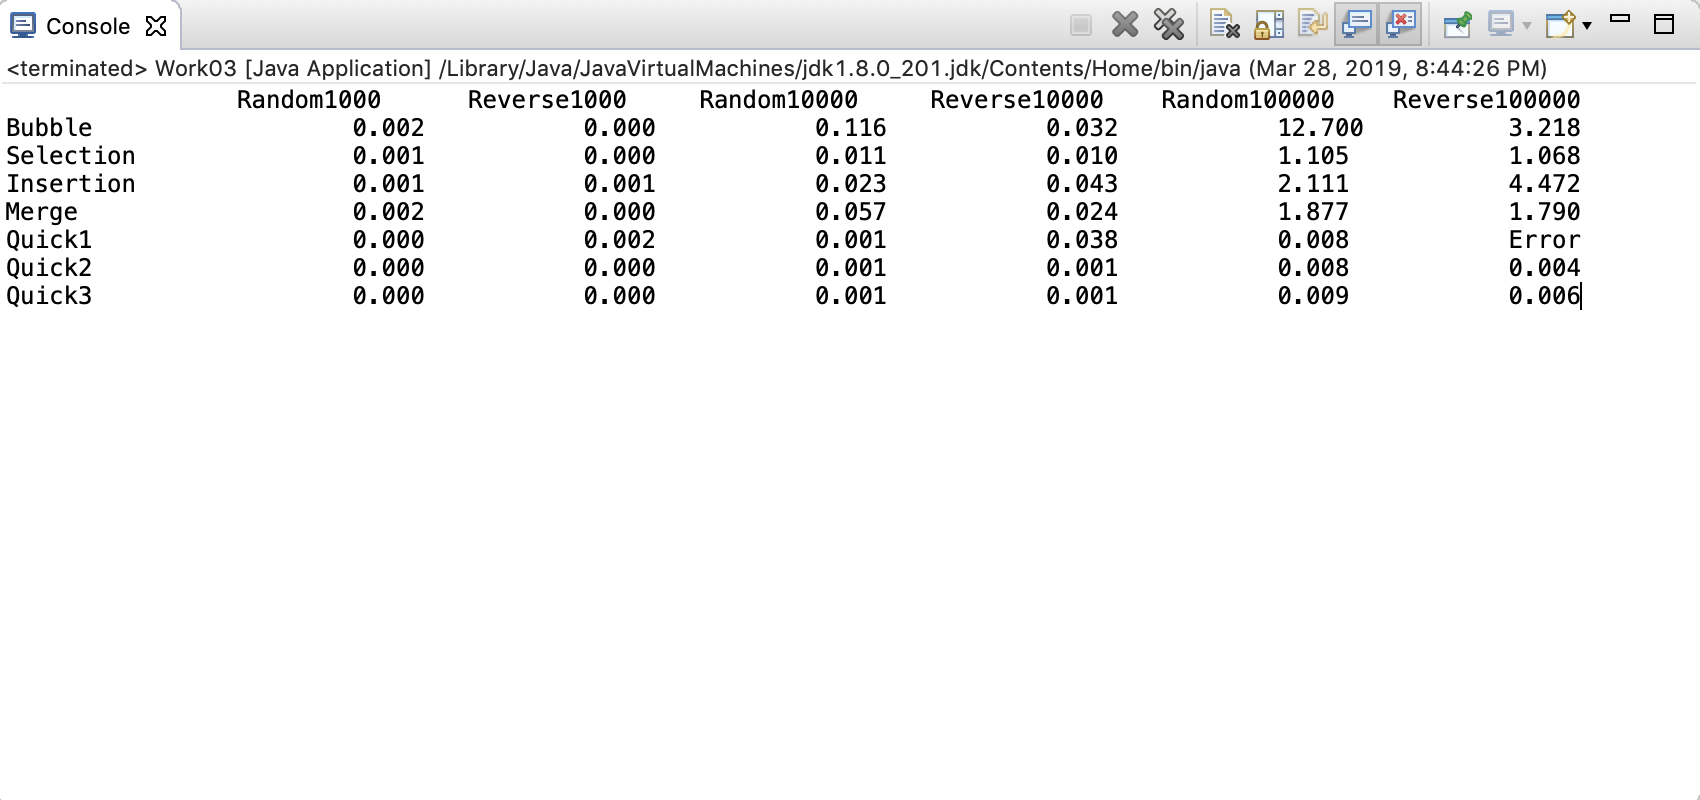 Console
<terminated> Work03 [Java Application] /Library/Java/JavaVirtualMachines/jdk1.8.0_201.jdk/Contents/Home/bin/java (Mar 28, 2019, 8:44:26 PM)
Random1000 Reverse1000 Random10000 Reverse10000 Random100000 Reverse100000
Bubble 0.002 0.000 0.116 0.032 12.700 3.218
Selection 0.001 0.000 0.011 0.010 1.105 1.068
Insertion 0.001 0.001 0.023 0.043 2.111 4.472
Merge 0.002 0.000 0.057 0.024 1.877 1.790
Quick1 0.000 0.002 0.001 0.038 0.008 Error
Quick2 0.000 0.000 0.001 0.001 0.008 0.004
Quick3 0.000 0.000 0.001 0.001 0.009 0.006